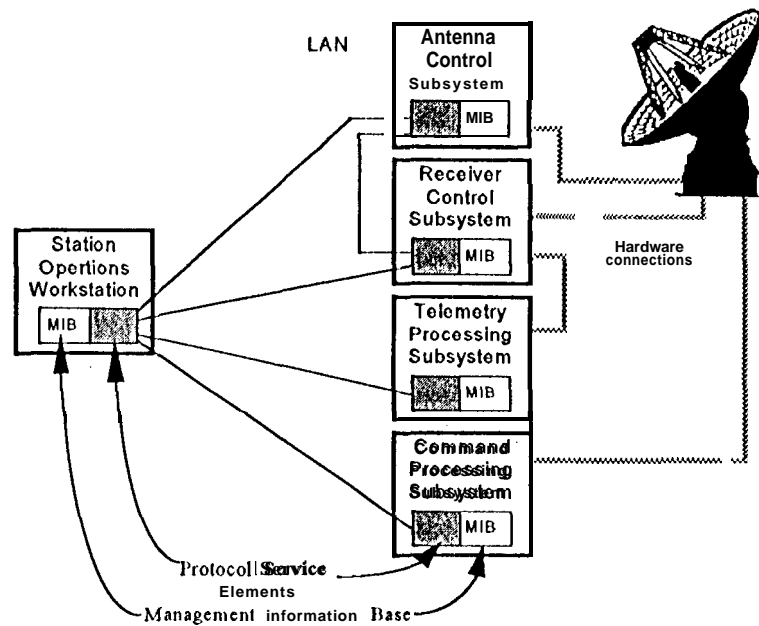 LAN
Antenna
Control
Subsystem
MIB
Receiver
Control
Subsystem
MIB
Hardware
connections
Station
Opertions
Workstation
MIB
Telemetry
Processing
Subsystem
MIB
Command
Processing
Subsystem
MIB
Protocoll Service
Elements
Management information Base